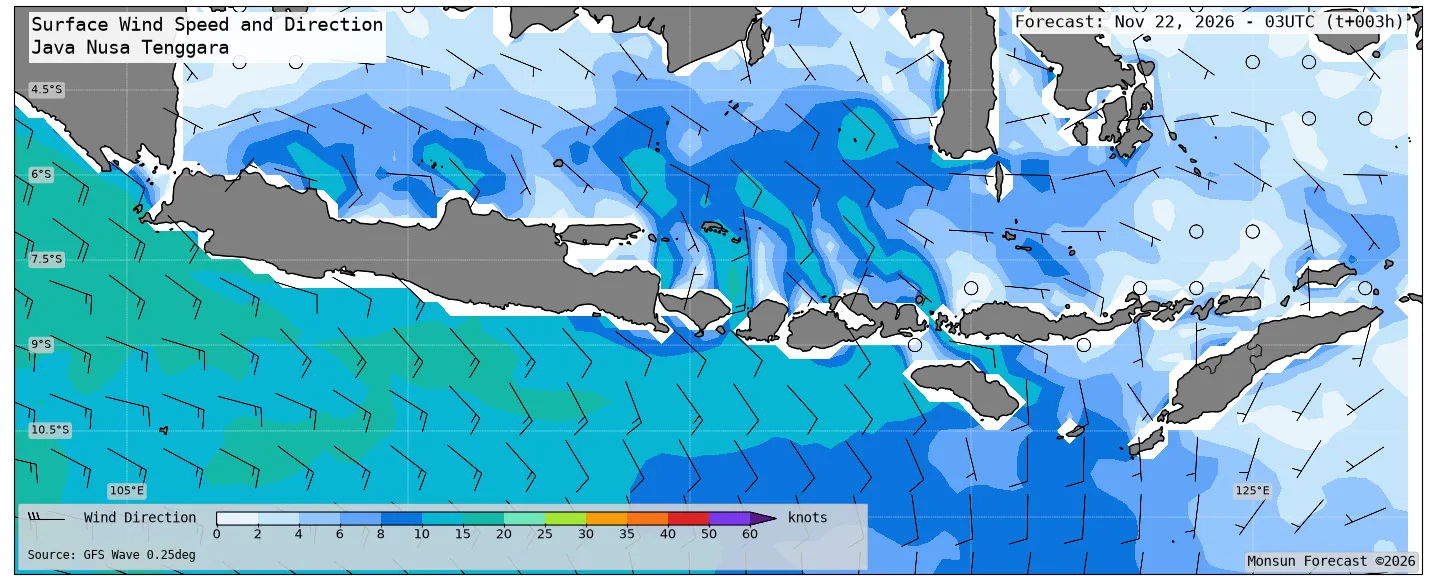 Surface Wind Speed and Direction
Java Nusa Tenggara
Forecast: Nov 22, 2026 - 03UTC (t+003h)
4.5°S
6°S
7.5°S
9°S
10.5°S
105°E
125°E
Wind Direction
0 2 4 6 8 10 15 20 25 30 35 40 50 60
knots
Source: GFS Wave 0.25deg
Monsun Forecast ©2026